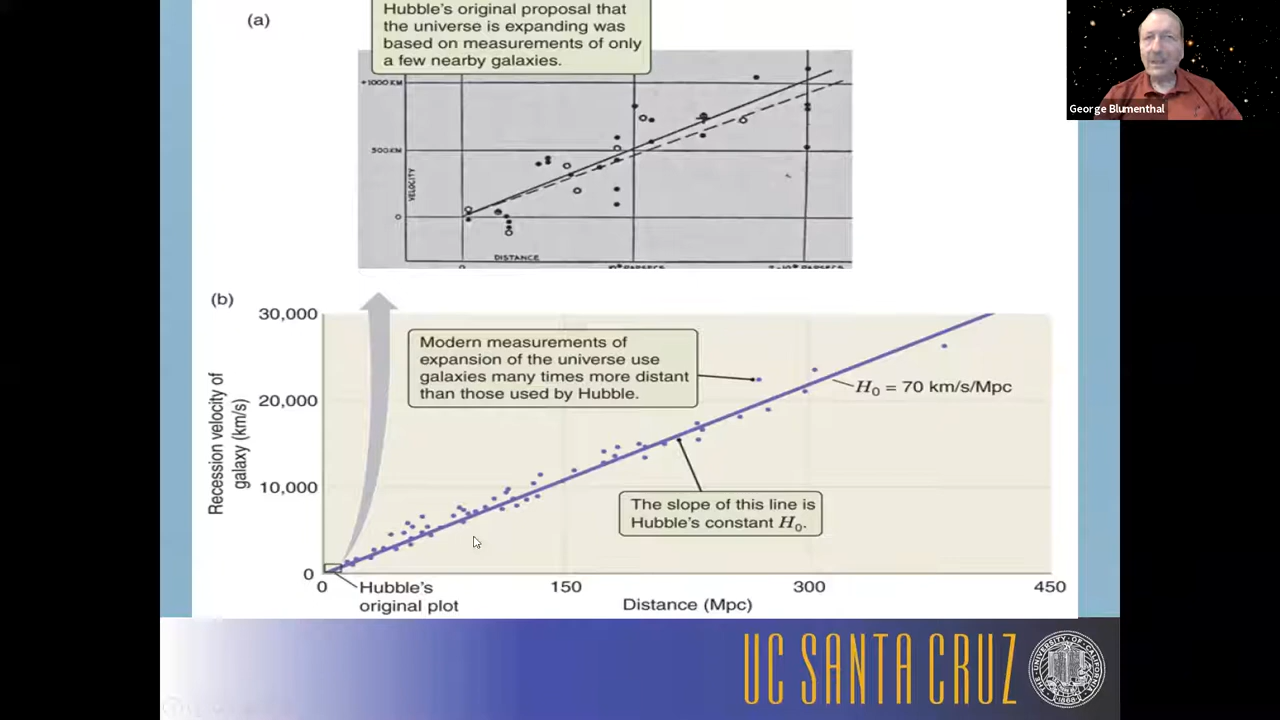 (a)
Hubble's original proposal that
the universe is expanding was
based on measurements of only
a few nearby galaxies.
+1000 KM
500 KM
0
VELOCITY
DISTANCE
0
PARSECS
PARSECS
George Blumenthal
(b)
30,000
20,000
10,000
0
Recession velocity of
galaxy (km/s)
Modern measurements of
expansion of the universe use
galaxies many times more distant
than those used by Hubble.
H₀ = 70 km/s/Mpc
The slope of this line is
Hubble's constant H₀.
0
150
300
450
Hubble's
original plot
Distance (Mpc)
UC SANTA CRUZ